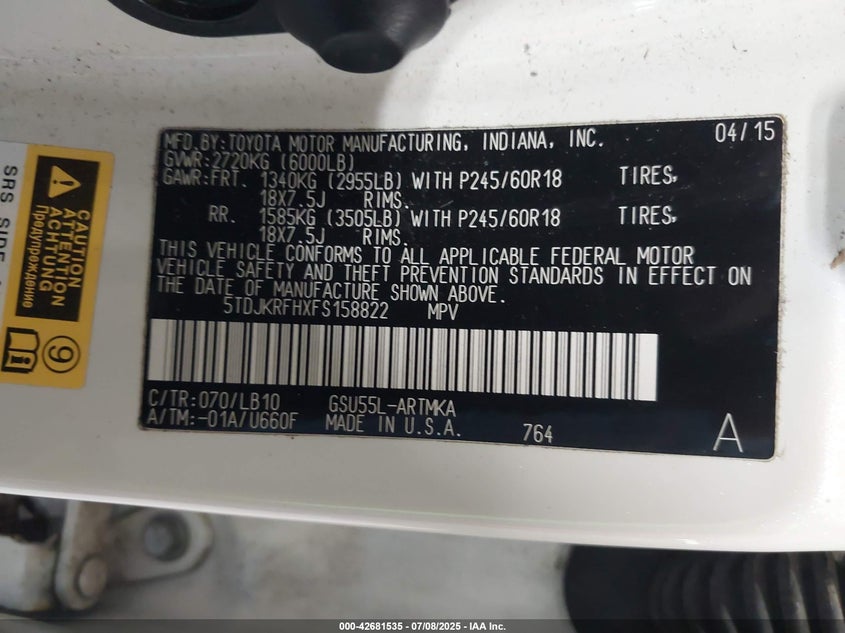 MFD.BY:TOYOTA MOTOR MANUFACTURING, INDIANA, INC. 04/15
GVWR:2720KG (6000LB)
GAWR:FRT. 1340KG (2955LB) WITH P245/60R18 TIRES,
18X7.5J RIMS.
RR. 1585KG (3505LB) WITH P245/60R18 TIRES,
18X7.5J RIMS.
THIS VEHICLE CONFORMS TO ALL APPLICABLE FEDERAL MOTOR
VEHICLE SAFETY AND THEFT PREVENTION STANDARDS IN EFFECT ON
THE DATE OF MANUFACTURE SHOWN ABOVE.
5TDJKRFHXFS158822 MPV
C/TR:070/LB10 GSU55L-ARTMKA
A/TM:-01A/U660F MADE IN U.S.A. 764 A
SRS SIDE
CAUTION
ATTENTION
ACHTUNG
Предупреждение
9
000-42681535 - 07/08/2025 - IAA Inc.